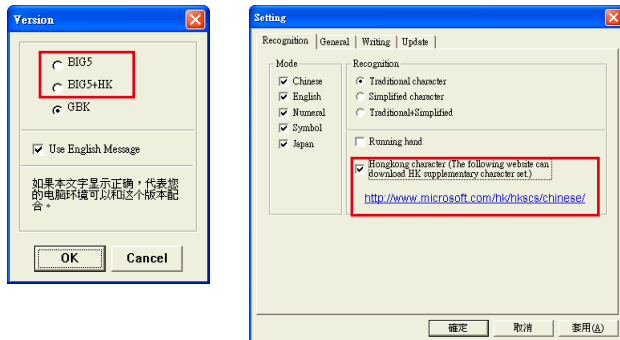 Version
BIG5
BIG5+HK
GBK
Use English Message
如果本文字显示正确，代表您
的电脑环境可以和这个版本配
合。
OK
Cancel
Setting
Recognition
General
Writing
Update
Mode
Chinese
English
Numeral
Symbol
Japan
Recognition
Traditional character
Simplified character
Traditional+Simplified
Running hand
Hongkong character (The following website can
download HK supplementary character set.)
http://www.microsoft.com/hk/hkscs/chinese/
確定
取消
套用(A)